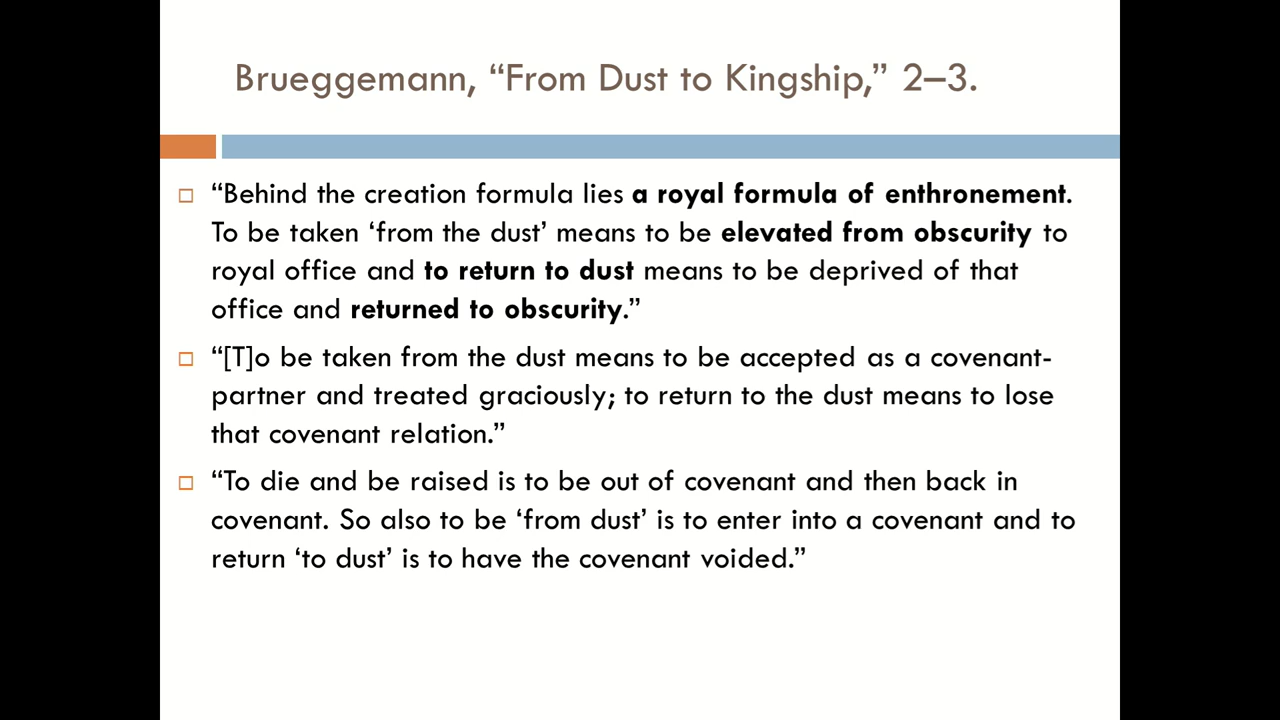 Brueggemann, “From Dust to Kingship,” 2–3.
“Behind the creation formula lies a royal formula of enthronement.
To be taken ‘from the dust’ means to be elevated from obscurity to
royal office and to return to dust means to be deprived of that
office and returned to obscurity.”
“[T]o be taken from the dust means to be accepted as a covenant-
partner and treated graciously; to return to the dust means to lose
that covenant relation.”
“To die and be raised is to be out of covenant and then back in
covenant. So also to be ‘from dust’ is to enter into a covenant and to
return ‘to dust’ is to have the covenant voided.”